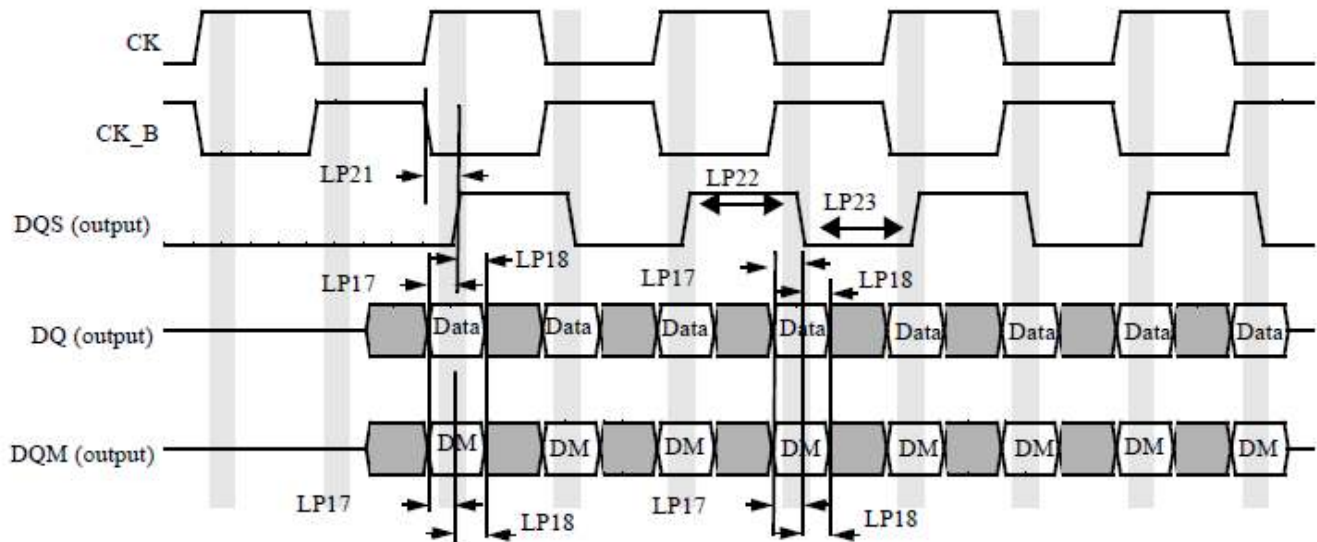 CK
CK_B
LP21
LP22
LP23
DQS (output)
LP17
LP18
LP17
LP18
DQ (output)
Data
Data
Data
Data
Data
Data
Data
Data
DQM (output)
DM
DM
DM
DM
DM
DM
DM
DM
LP17
LP18
LP17
LP18